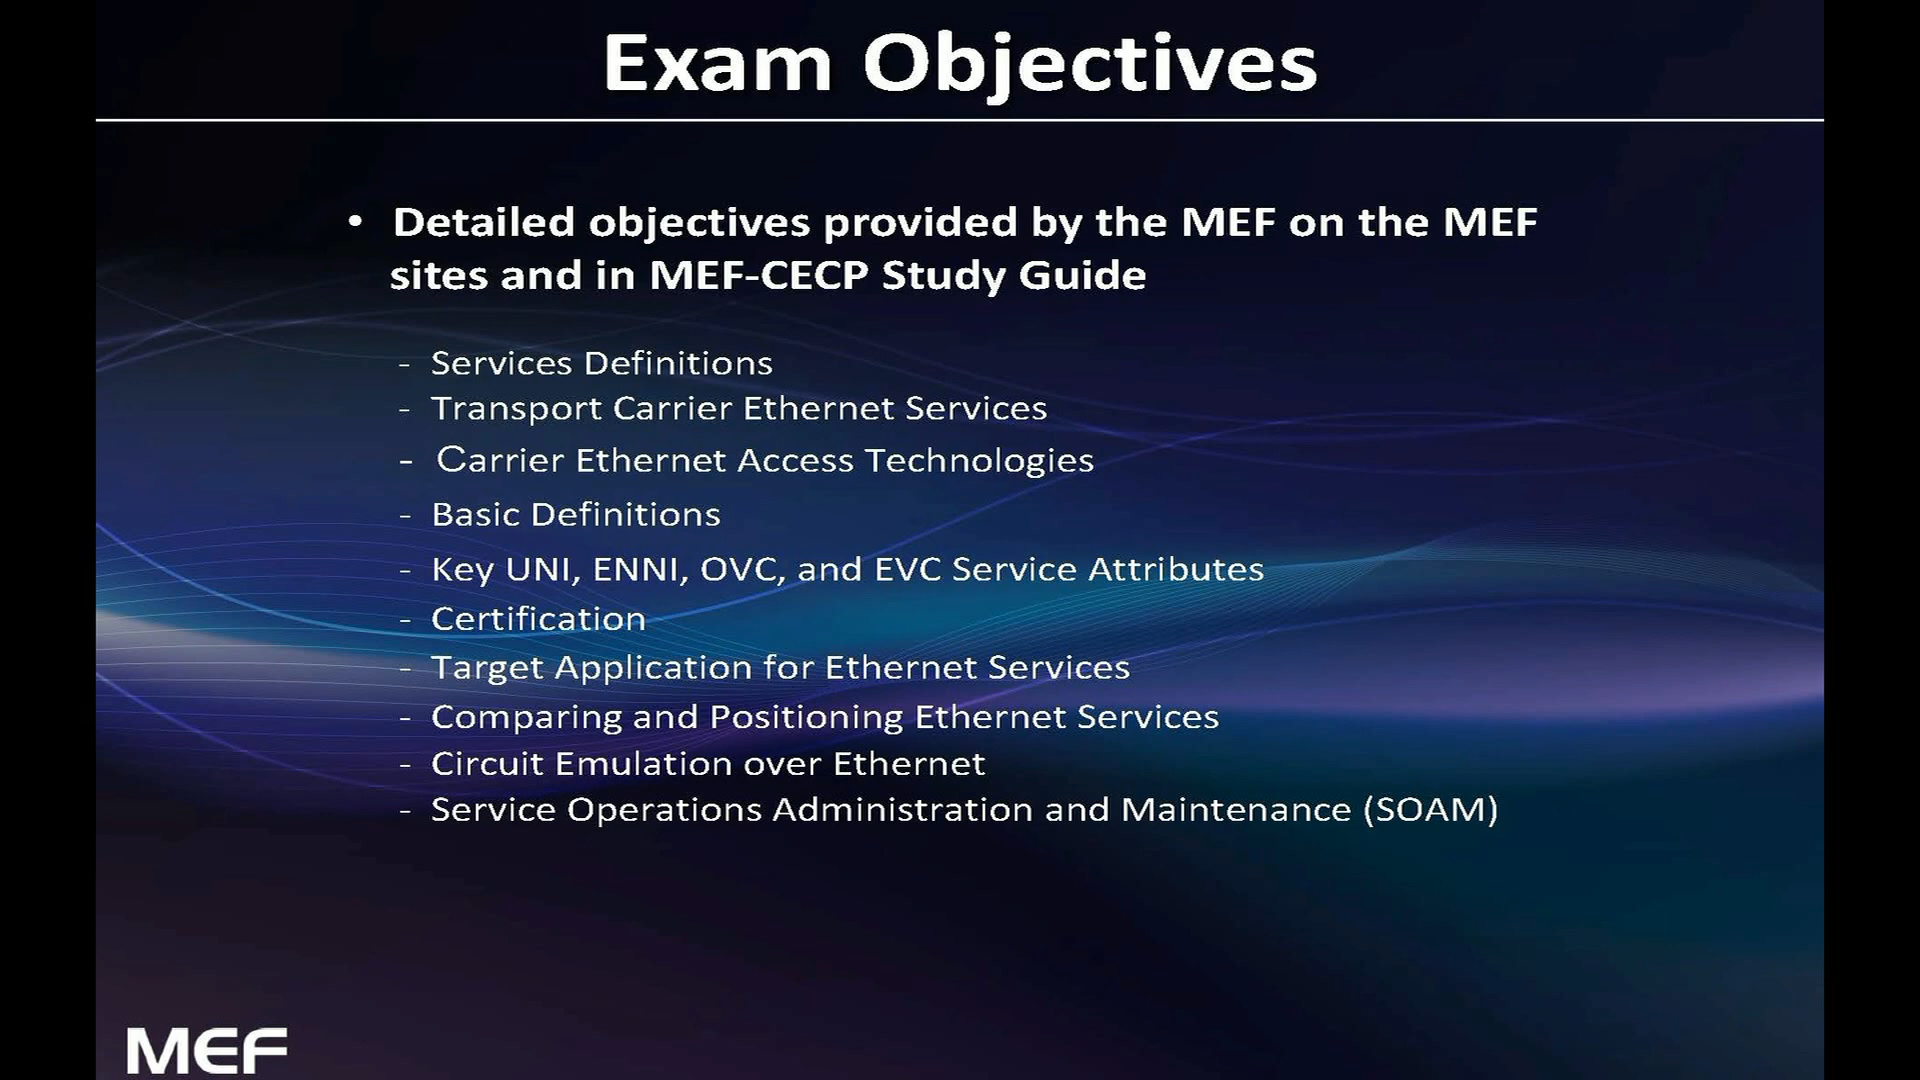 Exam Objectives
• Detailed objectives provided by the MEF on the MEF
sites and in MEF-CECP Study Guide
- Services Definitions
- Transport Carrier Ethernet Services
- Carrier Ethernet Access Technologies
- Basic Definitions
- Key UNI, ENNI, OVC, and EVC Service Attributes
- Certification
- Target Application for Ethernet Services
- Comparing and Positioning Ethernet Services
- Circuit Emulation over Ethernet
- Service Operations Administration and Maintenance (SOAM)
MEF